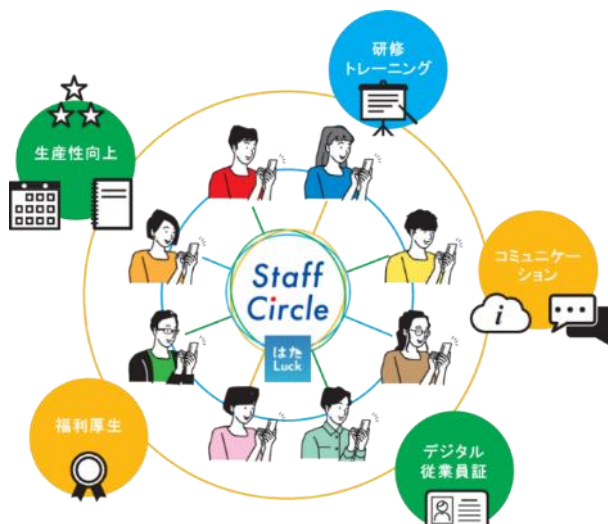 研修
トレーニング
生産性向上
コミュニケー
ション
Staff
Circle
はた
Luck
i
福利厚生
デジタル
従業員証